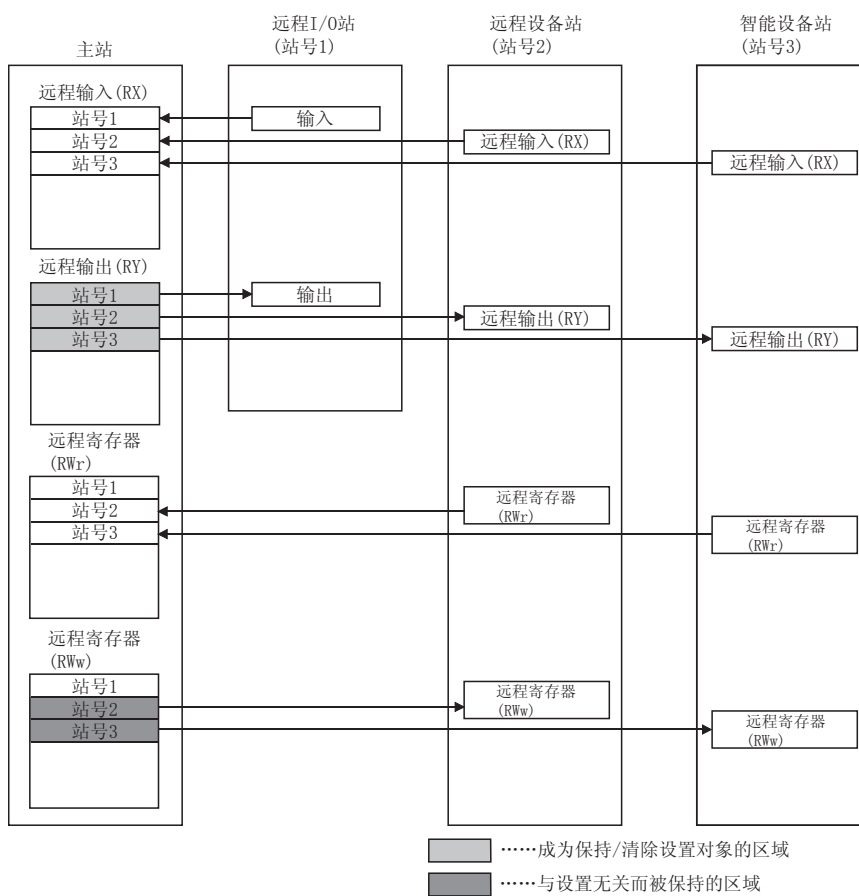 主站
远程I/O站
(站号1)
远程设备站
(站号2)
智能设备站
(站号3)
远程输入(RX)
站号1
站号2
站号3
输入
远程输入(RX)
远程输入(RX)
远程输出(RY)
站号1
站号2
站号3
输出
远程输出(RY)
远程输出(RY)
远程寄存器
(RWr)
站号1
站号2
站号3
远程寄存器
(RWr)
远程寄存器
(RWr)
远程寄存器
(RWw)
站号1
站号2
站号3
远程寄存器
(RWw)
远程寄存器
(RWw)
……成为保持/清除设置对象的区域
……与设置无关而被保持的区域